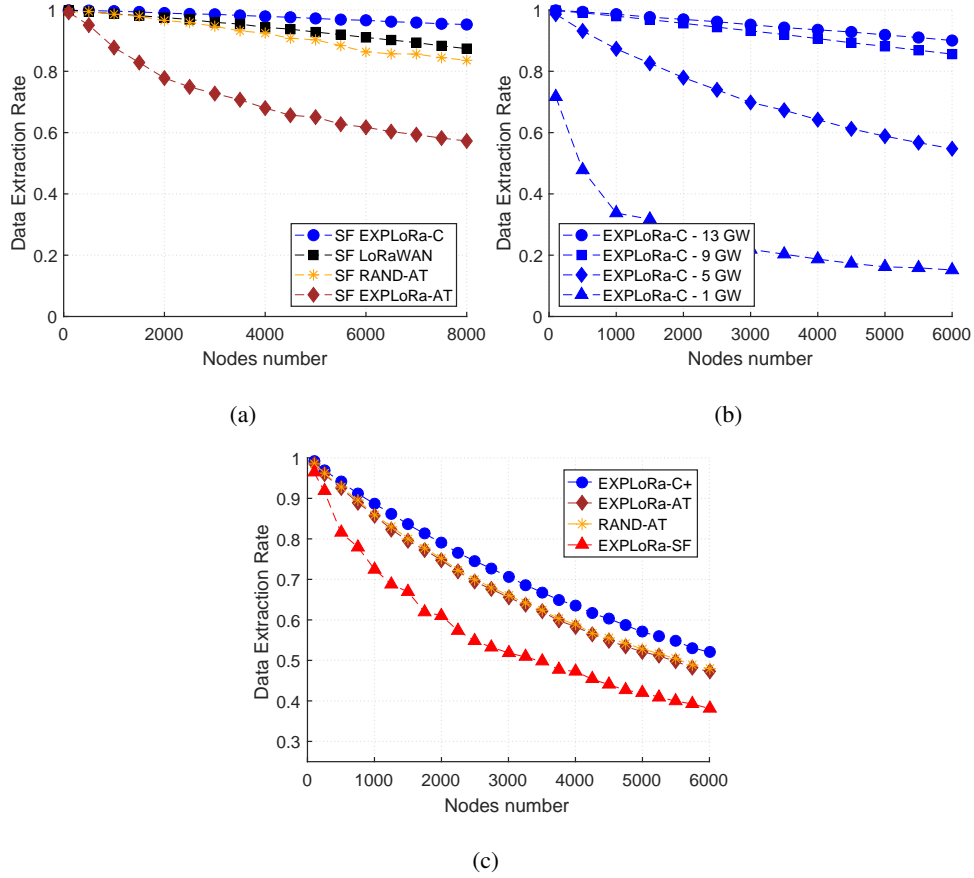 1
0.8
0.6
0.4
0.2
0
Data Extraction Rate
SF EXPLoRa-C
SF LoRaWAN
SF RAND-AT
SF EXPLoRa-AT
0 2000 4000 6000 8000
Nodes number
(a)
1
0.8
0.6
0.4
0.2
0
Data Extraction Rate
EXPLoRa-C - 13 GW
EXPLoRa-C - 9 GW
EXPLoRa-C - 5 GW
EXPLoRa-C - 1 GW
0 1000 2000 3000 4000 5000 6000
Nodes number
(b)
1
0.9
0.8
0.7
0.6
0.5
0.4
0.3
Data Extraction Rate
EXPLoRa-C+
EXPLoRa-AT
RAND-AT
EXPLoRa-SF
0 1000 2000 3000 4000 5000 6000
Nodes number
(c)